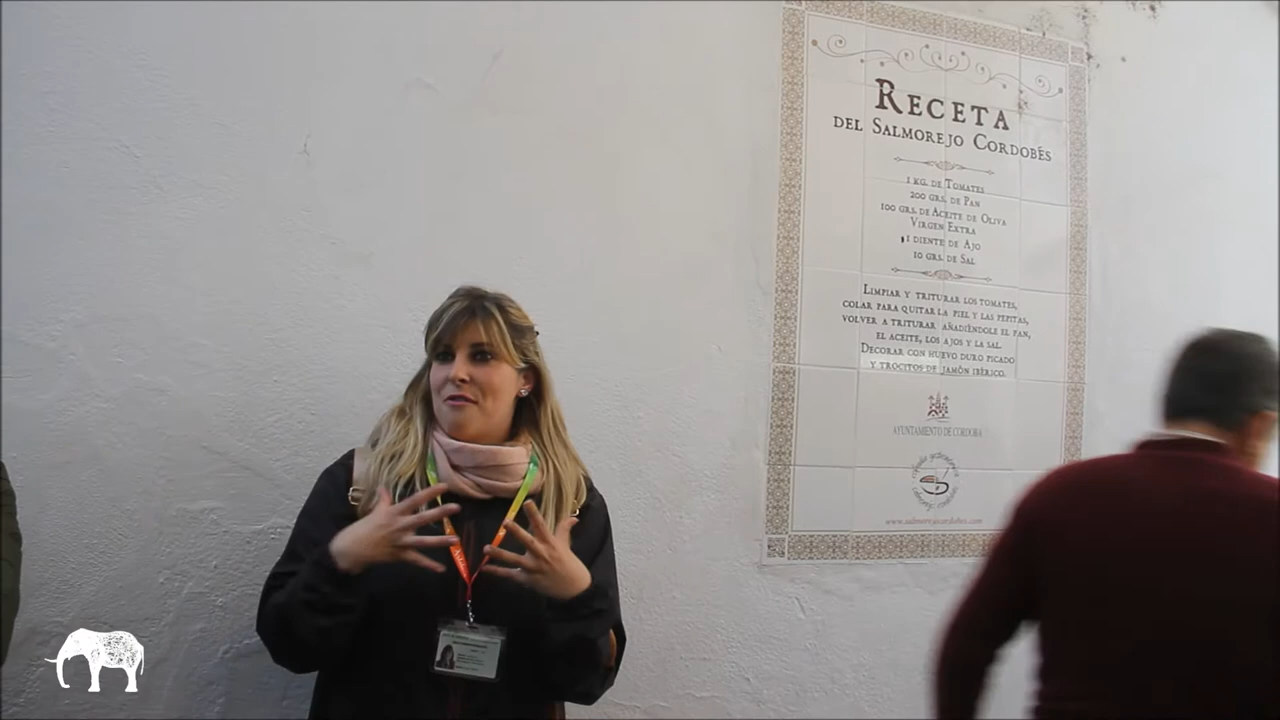 RECETA
DEL SALMOREJO CORDOBÉS
1 KG. DE TOMATES
200 GRS. DE PAN
100 GRS. DE ACEITE DE OLIVA
VIRGEN EXTRA
1 DIENTE DE AJO
10 GRS. DE SAL
LIMPIAR Y TRITURAR LOS TOMATES,
COLAR PARA QUITAR LA PIEL Y LAS PEPITAS,
VOLVER A TRITURAR AÑADIÉNDOLE EL PAN,
EL ACEITE, LOS AJOS Y LA SAL.
DECORAR CON HUEVO DURO PICADO
Y TROCITOS DE JAMÓN IBÉRICO.
AYUNTAMIENTO DE CORDOBA
www.salmorejocordobes.com